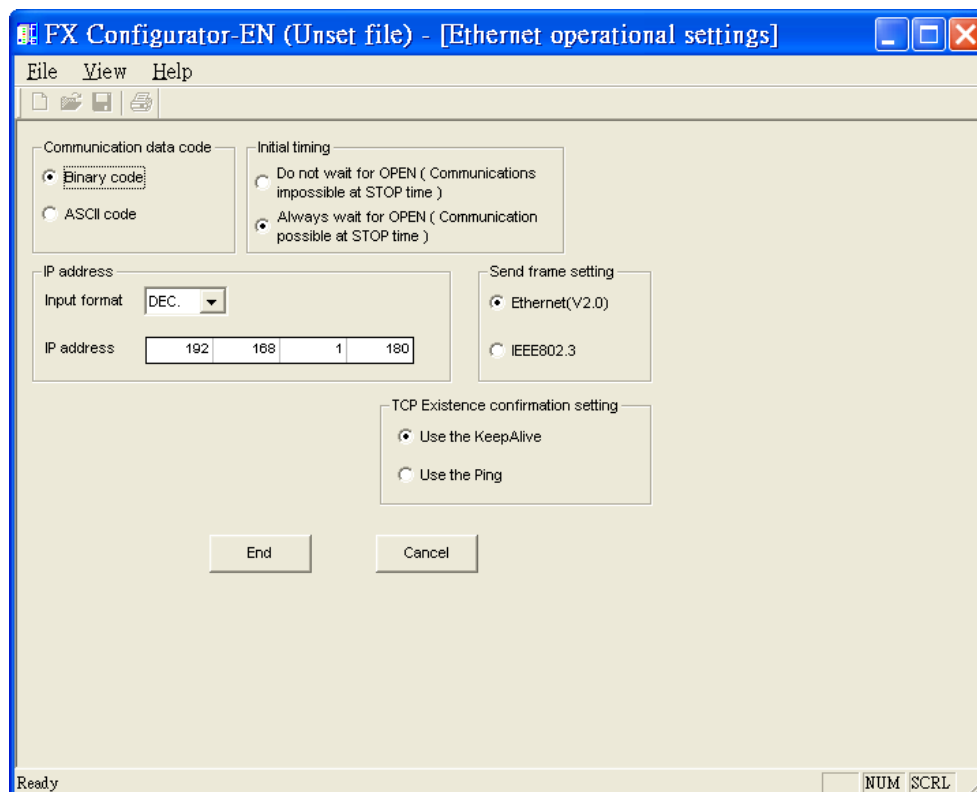 FX Configurator-EN (Unset file) - [Ethernet operational settings]
File View Help
Communication data code
Binary code
ASCII code
Initial timing
Do not wait for OPEN ( Communications
impossible at STOP time )
Always wait for OPEN ( Communication
possible at STOP time )
IP address
Input format DEC.
IP address 192 168 1 180
Send frame setting
Ethernet(V2.0)
IEEE802.3
TCP Existence confirmation setting
Use the KeepAlive
Use the Ping
End Cancel
Ready NUM SCRL